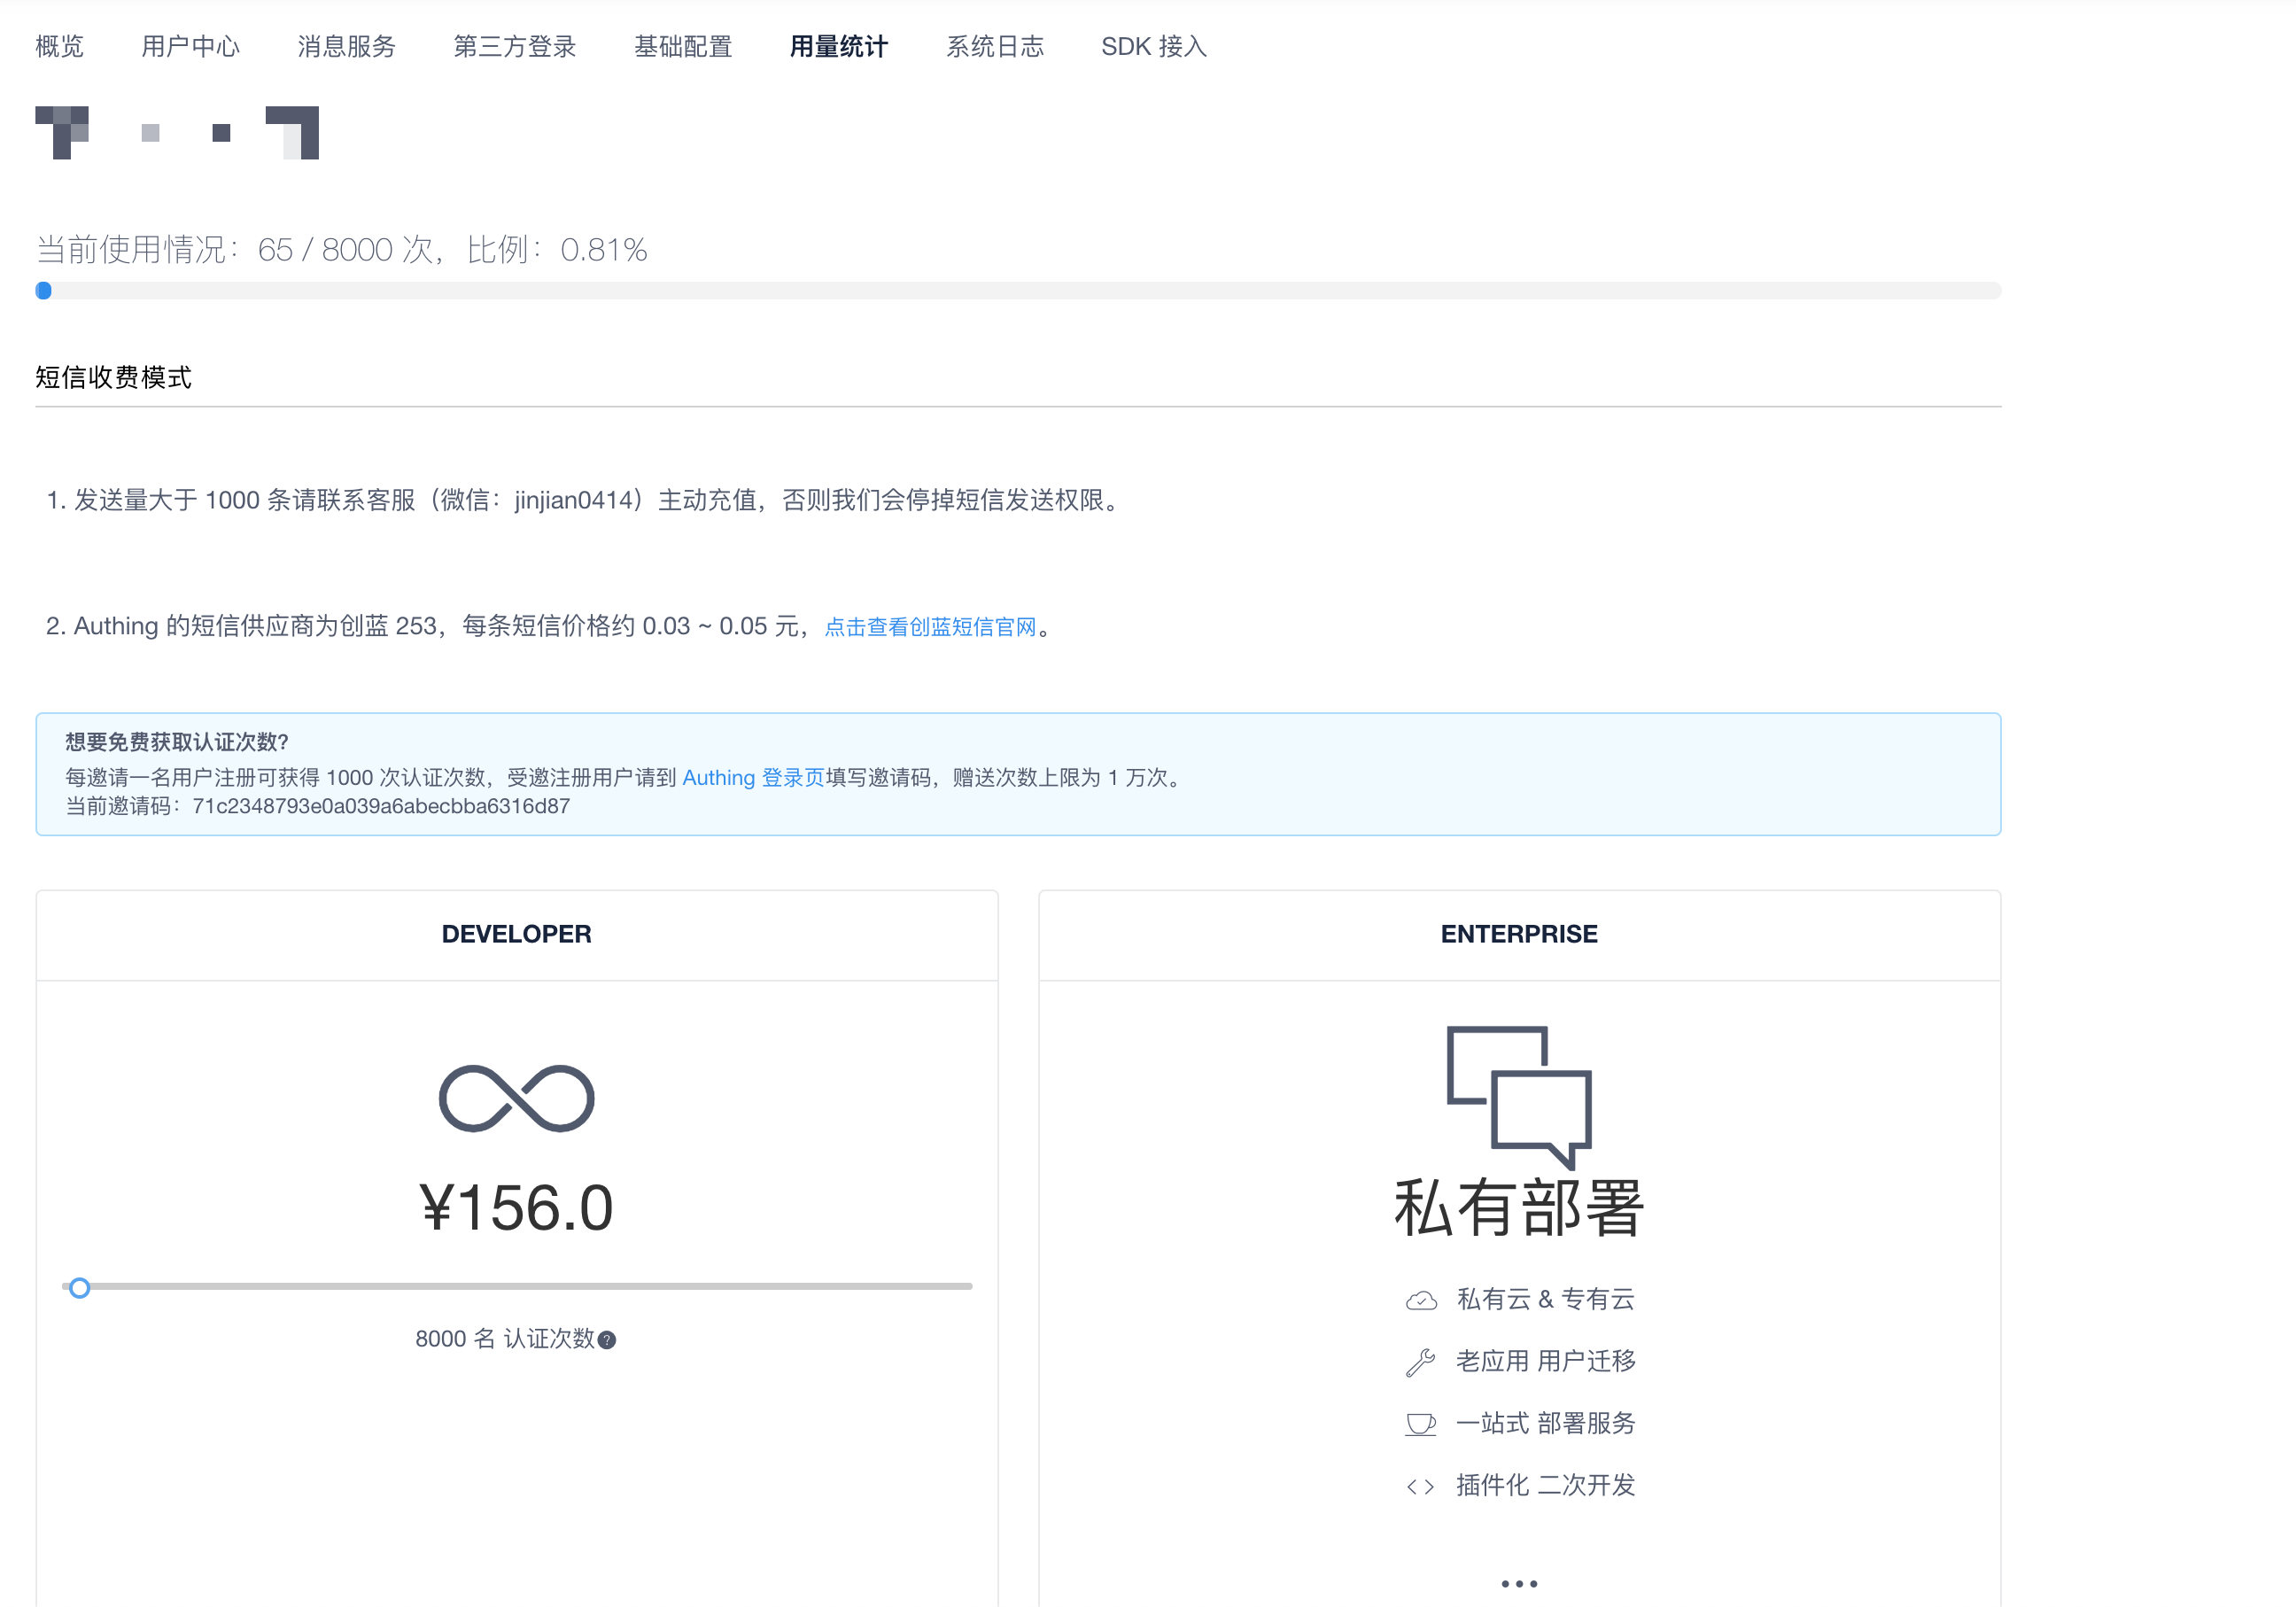 概览 用户中心 消息服务 第三方登录 基础配置 用量统计 系统日志 SDK 接入
当前使用情况：65 / 8000 次，比例：0.81%
短信收费模式
1. 发送量大于 1000 条请联系客服（微信：jinjian0414）主动充值，否则我们会停掉短信发送权限。
2. Authing 的短信供应商为创蓝 253，每条短信价格约 0.03 ~ 0.05 元，点击查看创蓝短信官网。
想要免费获取认证次数?
每邀请一名用户注册可获得 1000 次认证次数，受邀注册用户请到 Authing 登录页填写邀请码，赠送次数上限为 1 万次。
当前邀请码：71c2348793e0a039a6abecbba6316d87
DEVELOPER
¥156.0
8000 名 认证次数
ENTERPRISE
私有部署
私有云 & 专有云
老应用 用户迁移
一站式 部署服务
插件化 二次开发
•••